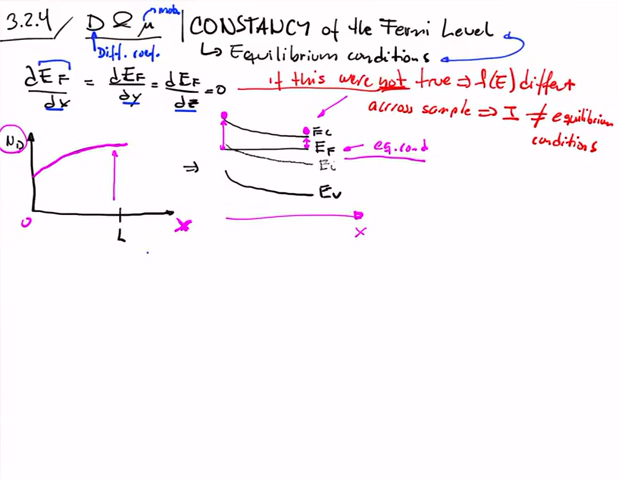 3.2.4 / D & μ | CONSTANCY of the Fermi Level
mob.
Diff. coef.
↳ Equilibrium conditions
dEF/dx = dEF/dy = dEF/dz = 0
if this were not true ⇒ f(E) different
across sample ⇒ I ≠ equilibrium
conditions
ND
0
L
x
⇒
Ec
EF
eq. cond
Ei
Ev
x